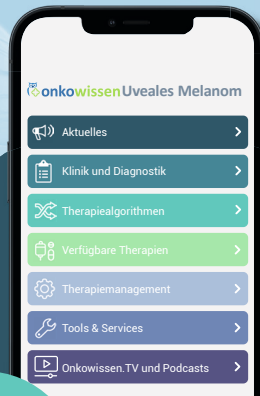 onkowissen Uveales Melanom
Aktuelles
Klinik und Diagnostik
Therapiealgorithmen
Verfügbare Therapien
Therapiemanagement
Tools & Services
Onkowissen.TV und Podcasts